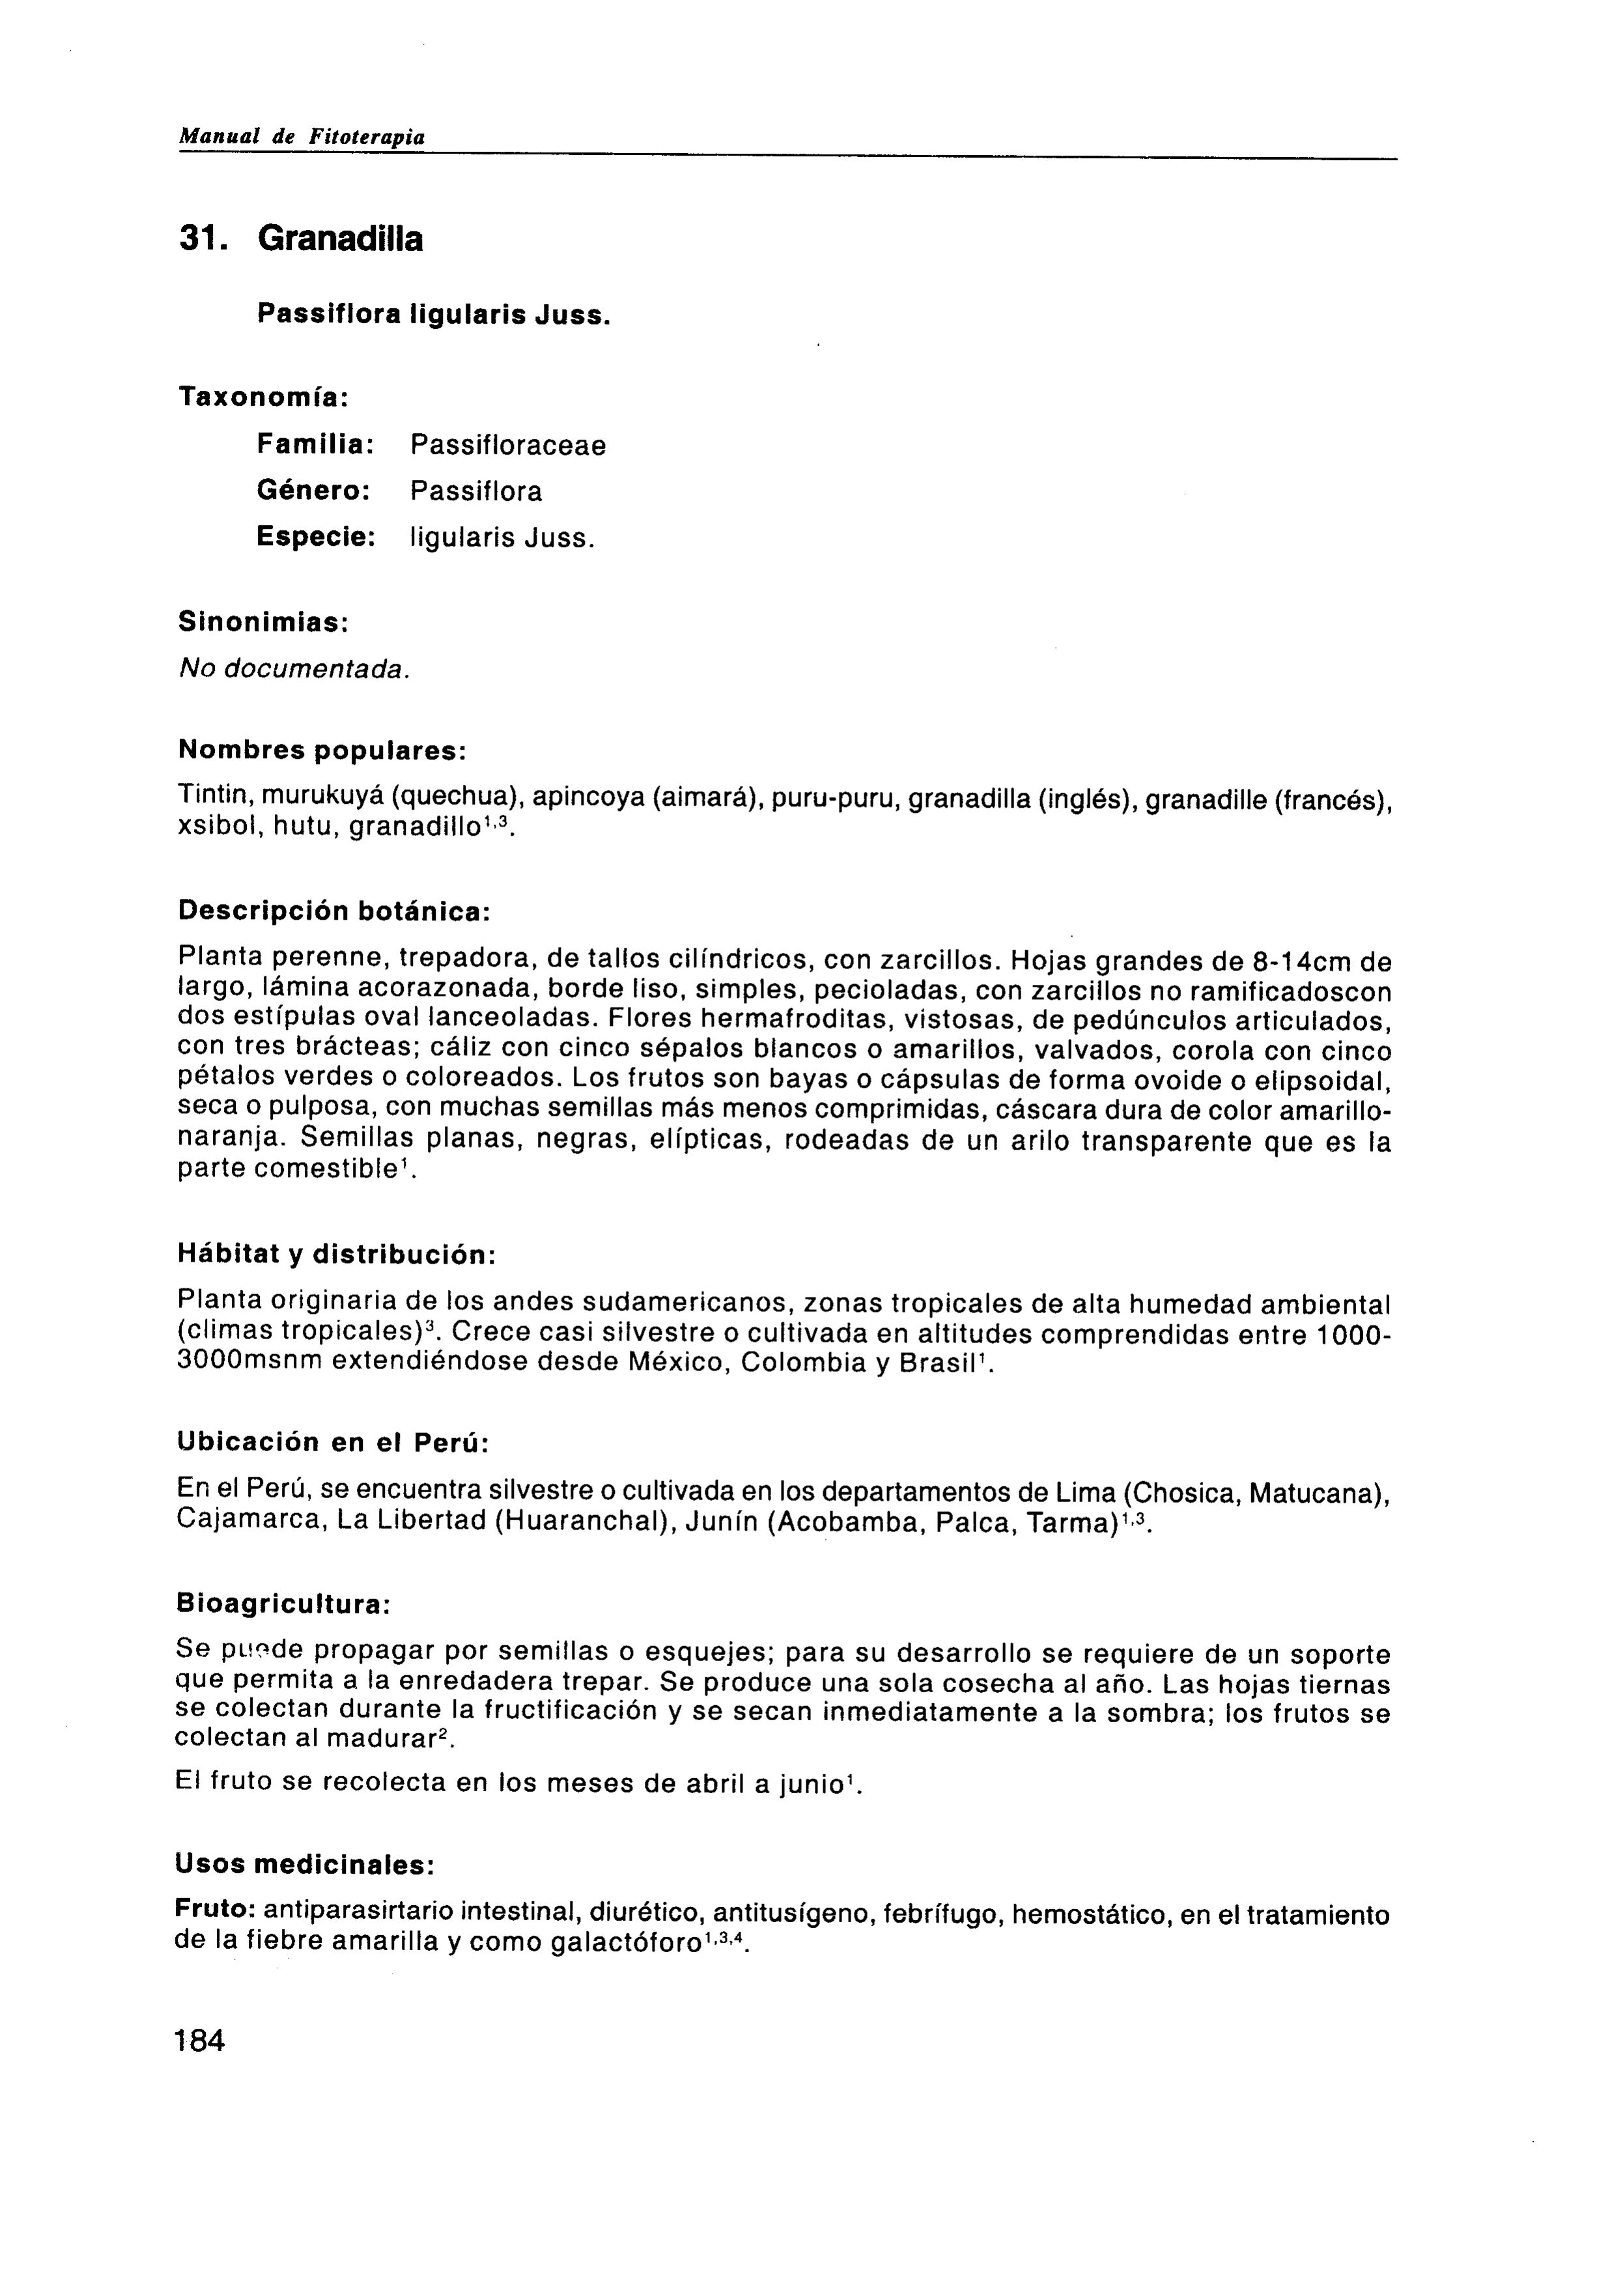 Manual de Fitoterapia
31. Granadilla
Passiflora ligularis Juss.
Taxonomía:
Familia: Passifloraceae
Género: Passiflora
Especie: ligularis Juss.
Sinonimias:
No documentada.
Nombres populares:
Tintin, murukuyá (quechua), apincoya (aimará), puru-puru, granadilla (inglés), granadille (francés),
xsibol, hutu, granadillo¹,³.
Descripción botánica:
Planta perenne, trepadora, de tallos cilíndricos, con zarcillos. Hojas grandes de 8-14cm de
largo, lámina acorazonada, borde liso, simples, pecioladas, con zarcillos no ramificadoscon
dos estípulas oval lanceoladas. Flores hermafroditas, vistosas, de pedúnculos articulados,
con tres brácteas; cáliz con cinco sépalos blancos o amarillos, valvados, corola con cinco
pétalos verdes o coloreados. Los frutos son bayas o cápsulas de forma ovoide o elipsoidal,
seca o pulposa, con muchas semillas más menos comprimidas, cáscara dura de color amarillo-
naranja. Semillas planas, negras, elípticas, rodeadas de un arilo transparente que es la
parte comestible¹.
Hábitat y distribución:
Planta originaria de los andes sudamericanos, zonas tropicales de alta humedad ambiental
(climas tropicales)³. Crece casi silvestre o cultivada en altitudes comprendidas entre 1000-
3000msnm extendiéndose desde México, Colombia y Brasil¹.
Ubicación en el Perú:
En el Perú, se encuentra silvestre o cultivada en los departamentos de Lima (Chosica, Matucana),
Cajamarca, La Libertad (Huaranchal), Junín (Acobamba, Palca, Tarma)¹,³.
Bioagricultura:
Se puede propagar por semillas o esquejes; para su desarrollo se requiere de un soporte
que permita a la enredadera trepar. Se produce una sola cosecha al año. Las hojas tiernas
se colectan durante la fructificación y se secan inmediatamente a la sombra; los frutos se
colectan al madurar².
El fruto se recolecta en los meses de abril a junio¹.
Usos medicinales:
Fruto: antiparasirtario intestinal, diurético, antitusígeno, febrífugo, hemostático, en el tratamiento
de la fiebre amarilla y como galactóforo¹,³,⁴.
184